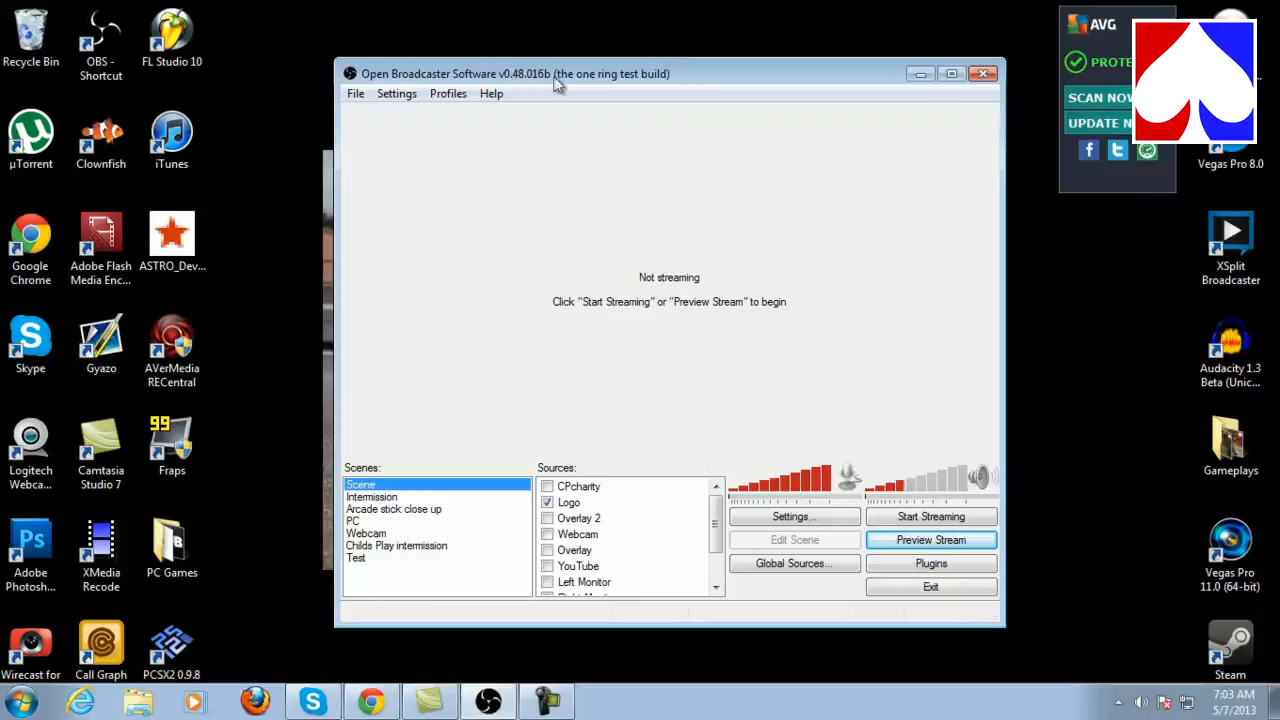 Recycle Bin
OBS -
Shortcut
FL Studio 10
µTorrent
Clownfish
iTunes
Google
Chrome
Adobe Flash
Media Enc...
ASTRO_Dev...
Skype
Gyazo
AVerMedia
RECentral
Logitech
Webca...
Camtasia
Studio 7
99
Fraps
Ps
Adobe
Photosh...
XMedia
Recode
PC Games
Wirecast for
Call Graph
PCSX2 0.9.8
Open Broadcaster Software v0.48.016b (the one ring test build)
File Settings Profiles Help
Not streaming
Click "Start Streaming" or "Preview Stream" to begin
Scenes:
Scene
Intermission
Arcade stick close up
PC
Webcam
Childs Play intermission
Test
Sources:
CPcharity
Logo
Overlay 2
Webcam
Overlay
YouTube
Left Monitor
Settings...
Start Streaming
Edit Scene
Preview Stream
Global Sources...
Plugins
Exit
AVG
SCAN NOW
Vegas Pro 8.0
XSplit
Broadcaster
Audacity 1.3
Beta (Unic...
Gameplays
Vegas Pro
11.0 (64-bit)
Steam
7:03 AM
5/7/2013